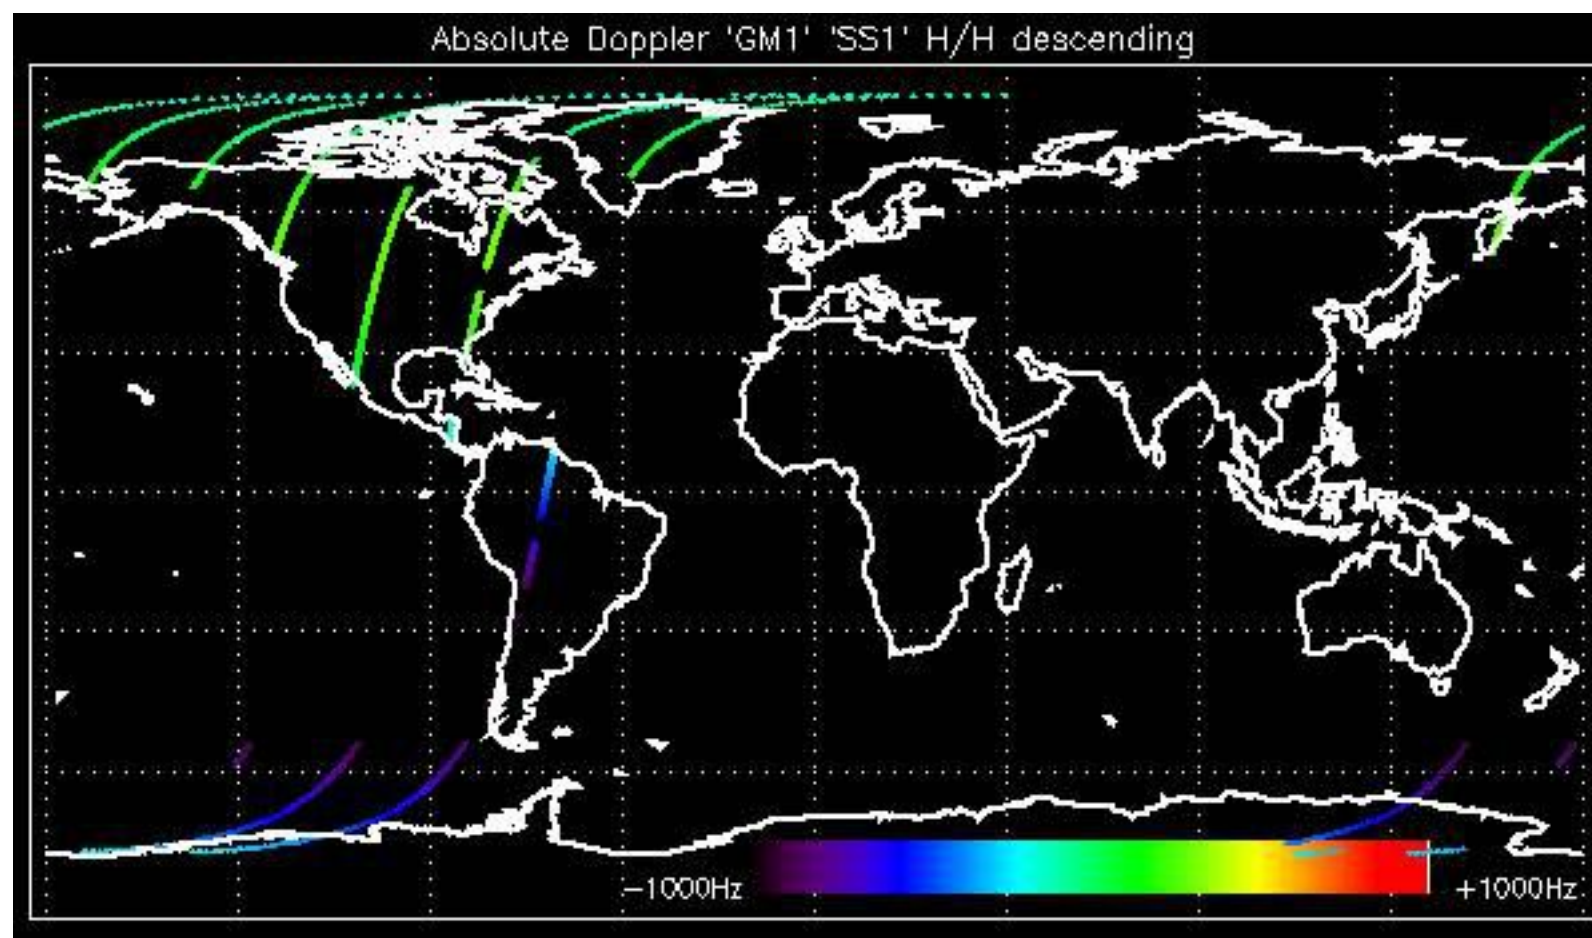 Absolute Doppler 'GM1' 'SS1' H/H descending
-1000Hz
+1000Hz